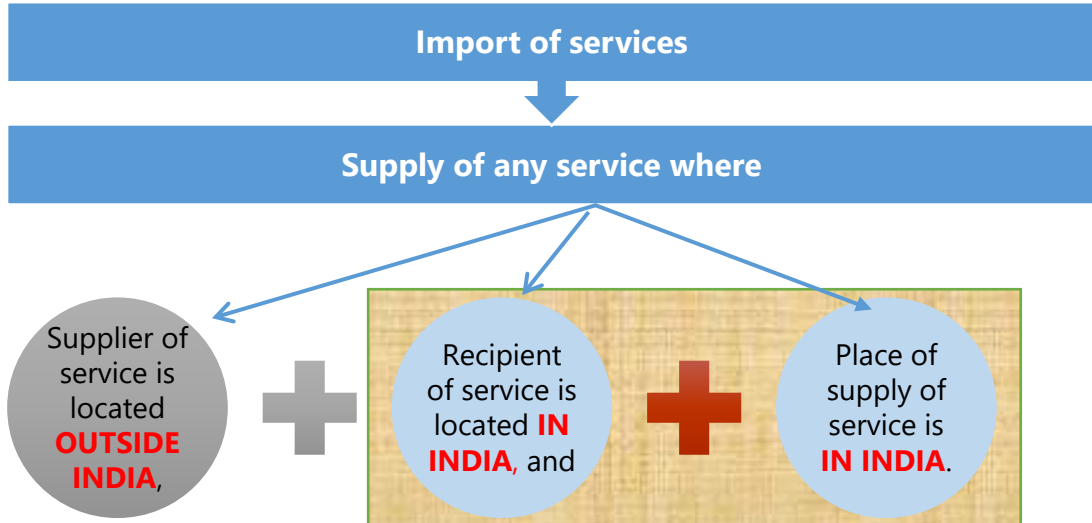 Import of services
Supply of any service where
Supplier of
service is
located
OUTSIDE
INDIA,
Recipient
of service is
located IN
INDIA, and
Place of
supply of
service is
IN INDIA.